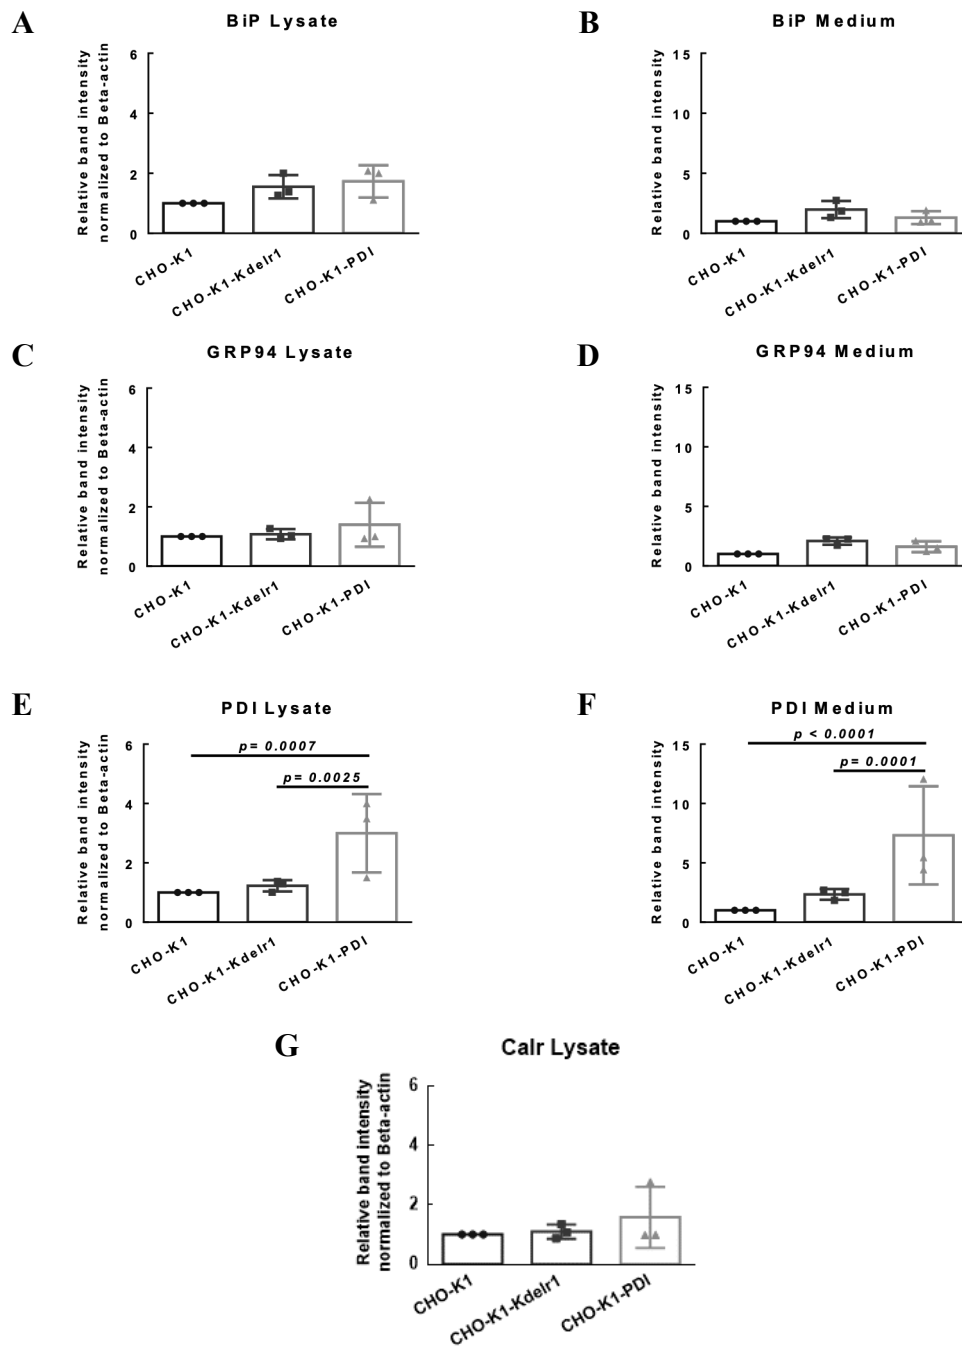 A
BiP Lysate
Relative band intensity
normalized to Beta-actin
6
4
2
0
CHO-K1
CHO-K1-Kdelr1
CHO-K1-PDI
B
BiP Medium
Relative band intensity
15
10
5
0
CHO-K1
CHO-K1-Kdelr1
CHO-K1-PDI
C
GRP94 Lysate
Relative band intensity
normalized to Beta-actin
6
4
2
0
CHO-K1
CHO-K1-Kdelr1
CHO-K1-PDI
D
GRP94 Medium
Relative band intensity
15
10
5
0
CHO-K1
CHO-K1-Kdelr1
CHO-K1-PDI
E
PDI Lysate
Relative band intensity
normalized to Beta-actin
6
4
2
0
p= 0.0007
p= 0.0025
CHO-K1
CHO-K1-Kdelr1
CHO-K1-PDI
F
PDI Medium
Relative band intensity
15
10
5
0
p < 0.0001
p= 0.0001
CHO-K1
CHO-K1-Kdelr1
CHO-K1-PDI
G
Calr Lysate
Relative band intensity
normalized to Beta-actin
6
4
2
0
CHO-K1
CHO-K1-Kdelr1
CHO-K1-PDI